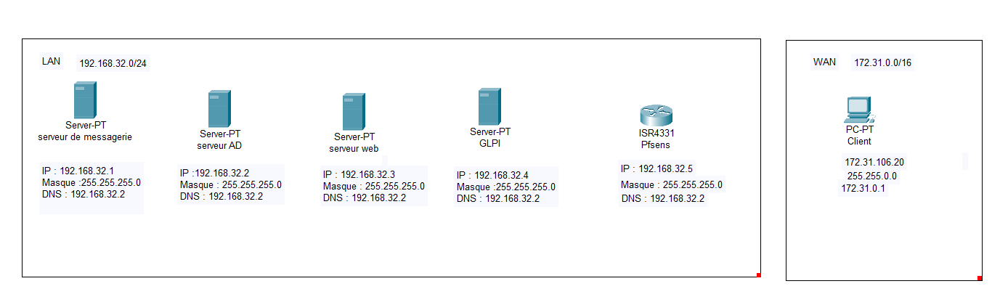 LAN 192.168.32.0/24
Server-PT
serveur de messagerie
IP : 192.168.32.1
Masque :255.255.255.0
DNS : 192.168.32.2
Server-PT
serveur AD
IP :192.168.32.2
Masque : 255.255.255.0
DNS : 192.168.32.2
Server-PT
serveur web
IP : 192.168.32.3
Masque : 255.255.255.0
DNS : 192.168.32.2
Server-PT
GLPI
IP : 192.168.32.4
Masque :255.255.255.0
DNS : 192.168.32.2
ISR4331
Pfsens
IP : 192.168.32.5
Masque : 255.255.255.0
DNS : 192.168.32.2
WAN 172.31.0.0/16
PC-PT
Client
172.31.106.20
255.255.0.0
172.31.0.1